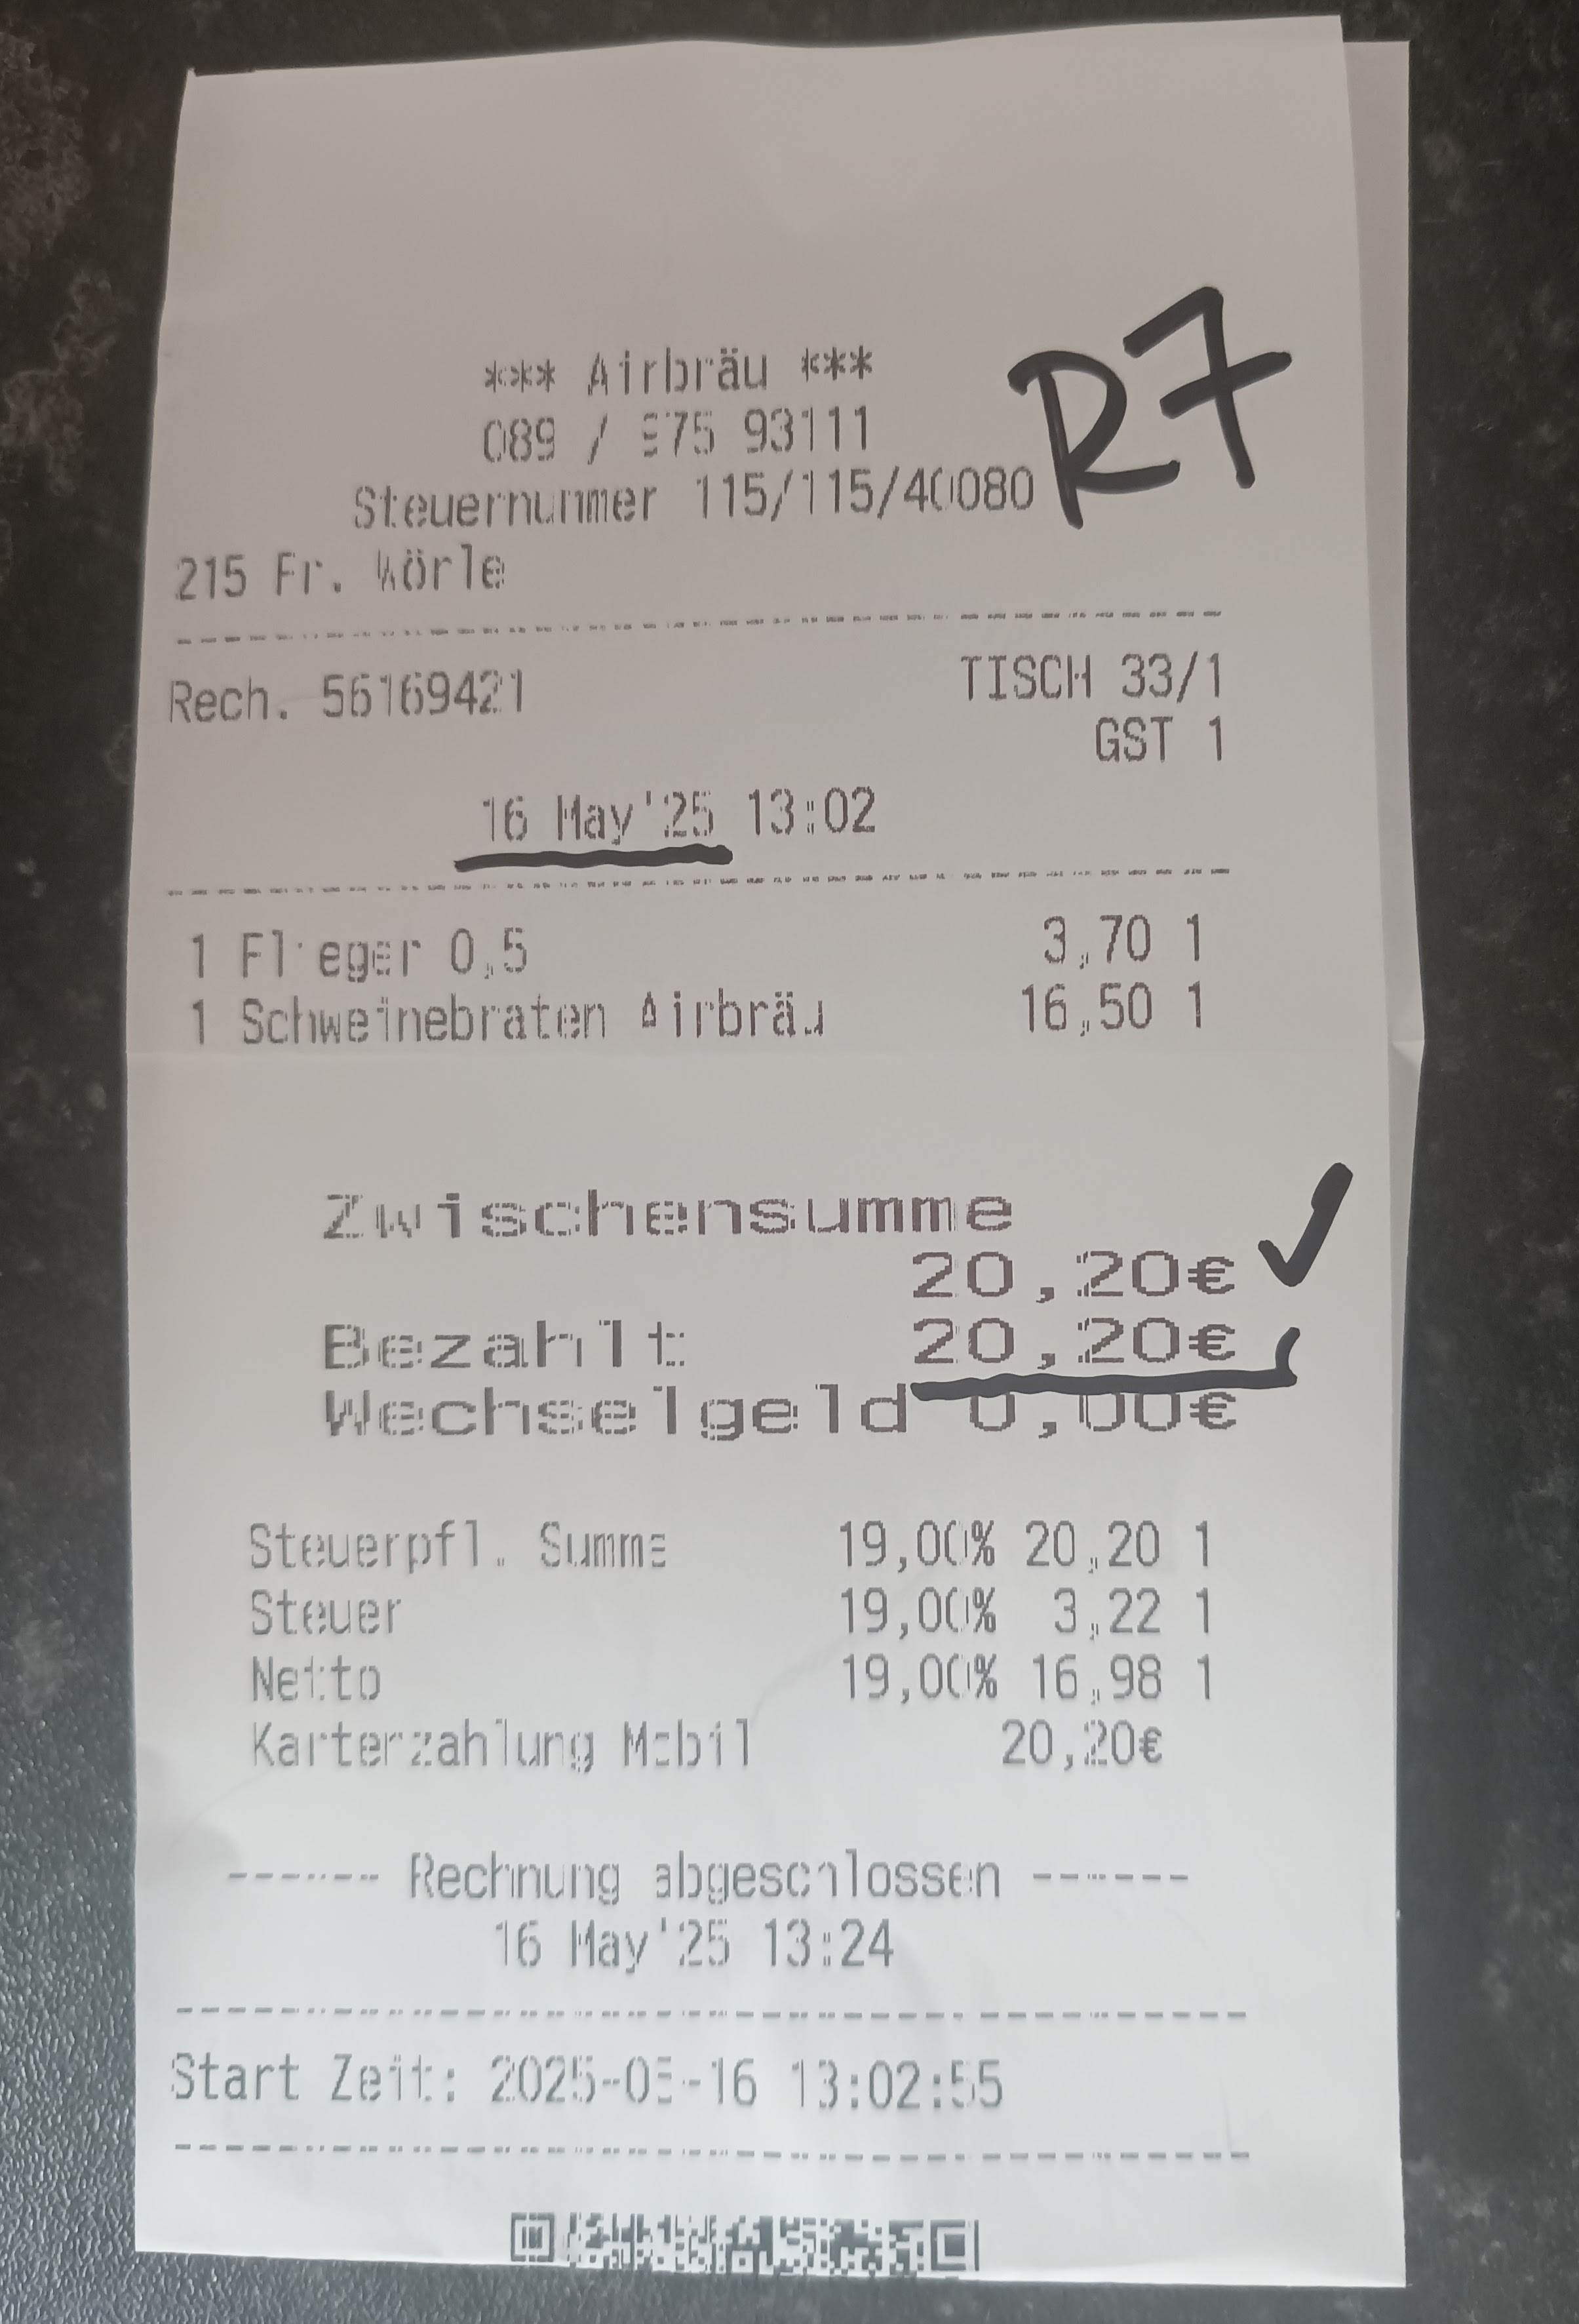 *** Airbräu ***
R7
089 / 975 93111
Steuernummer 115/115/40080
215 Fr. Wörle
Rech. 56169421 TISCH 33/1
GST 1
16 May'25 13:02
1 Flieger 0,5 3,70 1
1 Schweinebraten Airbräu 16,50 1
Zwischensumme
20,20€ ✓
Bezahlt 20,20€
Wechselgeld 0,00€
Steuerpfl. Summe 19,00% 20,20 1
Steuer 19,00% 3,22 1
Netto 19,00% 16,98 1
Kartenzahlung Mobil 20,20€
------ Rechnung abgeschlossen ------
16 May'25 13:24
Start Zeit: 2025-05-16 13:02:55